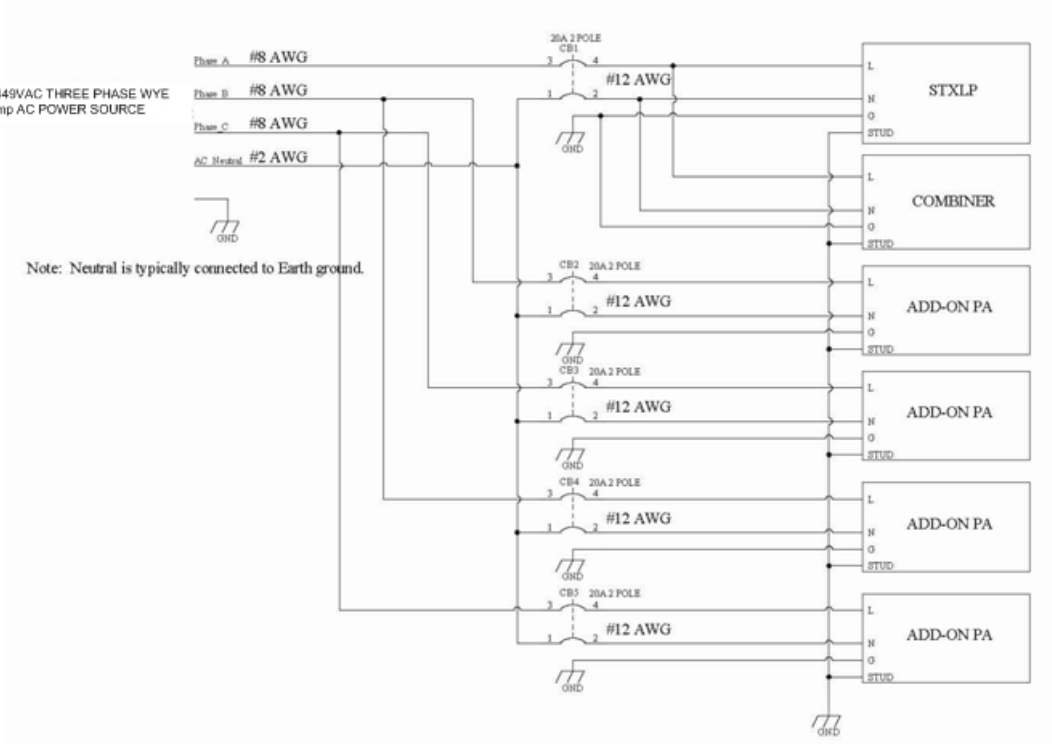 20A 2 POLE
CB1
Phase A #8 AWG
3 4
L
#12 AWG
STXLP
449VAC THREE PHASE WYE
Phase B #8 AWG
1 2
N
mp AC POWER SOURCE
G
Phase_C #8 AWG
STUD
GND
AC Neutral #2 AWG
L
COMBINER
N
G
GND
STUD
Note: Neutral is typically connected to Earth ground.
CB2 20A 2 POLE
3 4
L
#12 AWG
ADD-ON PA
1 2
N
G
STUD
GND
CB3 20A 2 POLE
3 4
L
#12 AWG
ADD-ON PA
1 2
N
G
STUD
GND
CB4 20A 2 POLE
3 4
L
#12 AWG
ADD-ON PA
1 2
N
G
STUD
GND
CB5 20A 2 POLE
3 4
L
#12 AWG
ADD-ON PA
1 2
N
G
STUD
GND
GND